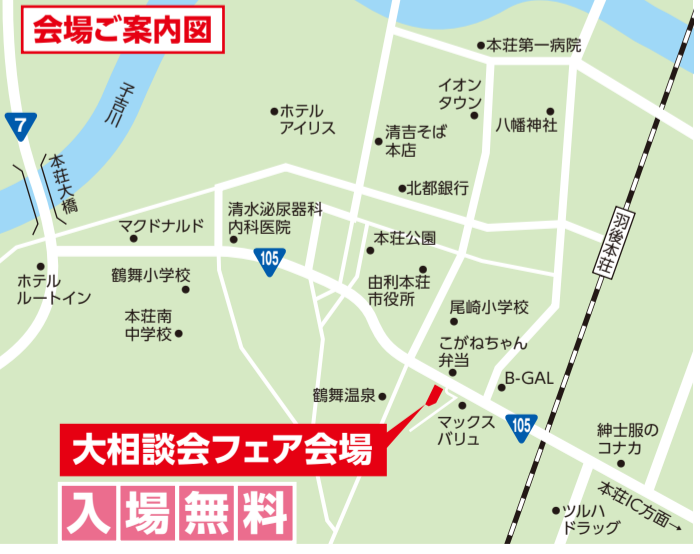 会場ご案内図
本荘第一病院
子吉川
イオン
タウン
ホテル
アイリス
八幡神社
清吉そば
本店
7
本荘大橋
北都銀行
羽後本荘
マクドナルド
清水泌尿器科
内科医院
本荘公園
105
ホテル
ルートイン
鶴舞小学校
由利本荘
市役所
本荘南
中学校
尾崎小学校
こがねちゃん
弁当
B-GAL
鶴舞温泉
マックス
バリュ
105
紳士服の
コナカ
大相談会フェア会場
本荘IC方面→
入場無料
ツルハ
ドラッグ